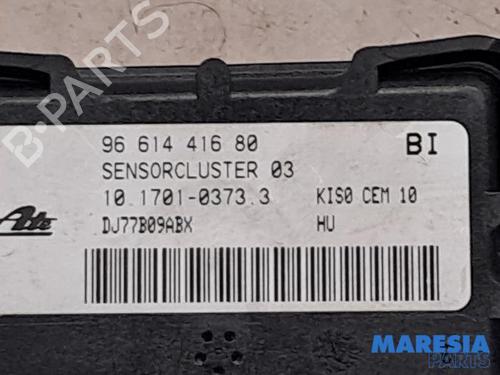 96 614 416 80
BI
SENSORCLUSTER 03
10.1701-0373.3
KIS0 CEM 10
Ate
DJ77B09ABX
HU
B-PARTS
MARESIA
PARTS